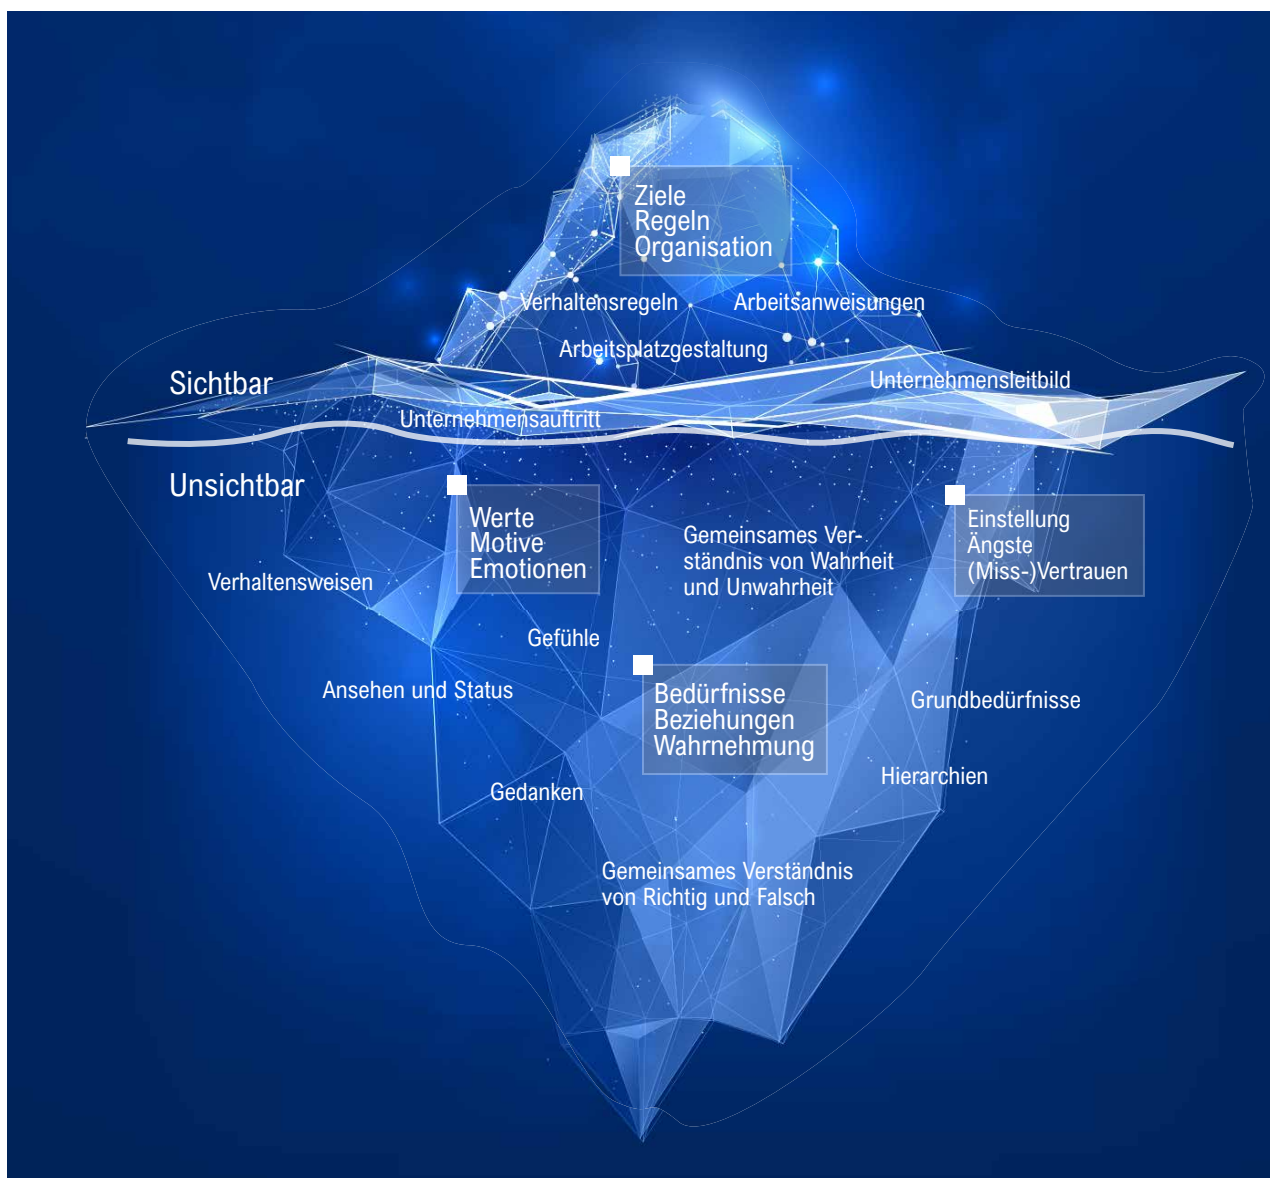 Ziele
Regeln
Organisation
Verhaltensregeln
Arbeitsanweisungen
Arbeitsplatzgestaltung
Sichtbar
Unternehmensleitbild
Unternehmensauftritt
Unsichtbar
Werte
Motive
Emotionen
Gemeinsames Ver-
ständnis von Wahrheit
und Unwahrheit
Einstellung
Ängste
(Miss-)Vertrauen
Verhaltensweisen
Gefühle
Ansehen und Status
Bedürfnisse
Beziehungen
Wahrnehmung
Grundbedürfnisse
Hierarchien
Gedanken
Gemeinsames Verständnis
von Richtig und Falsch